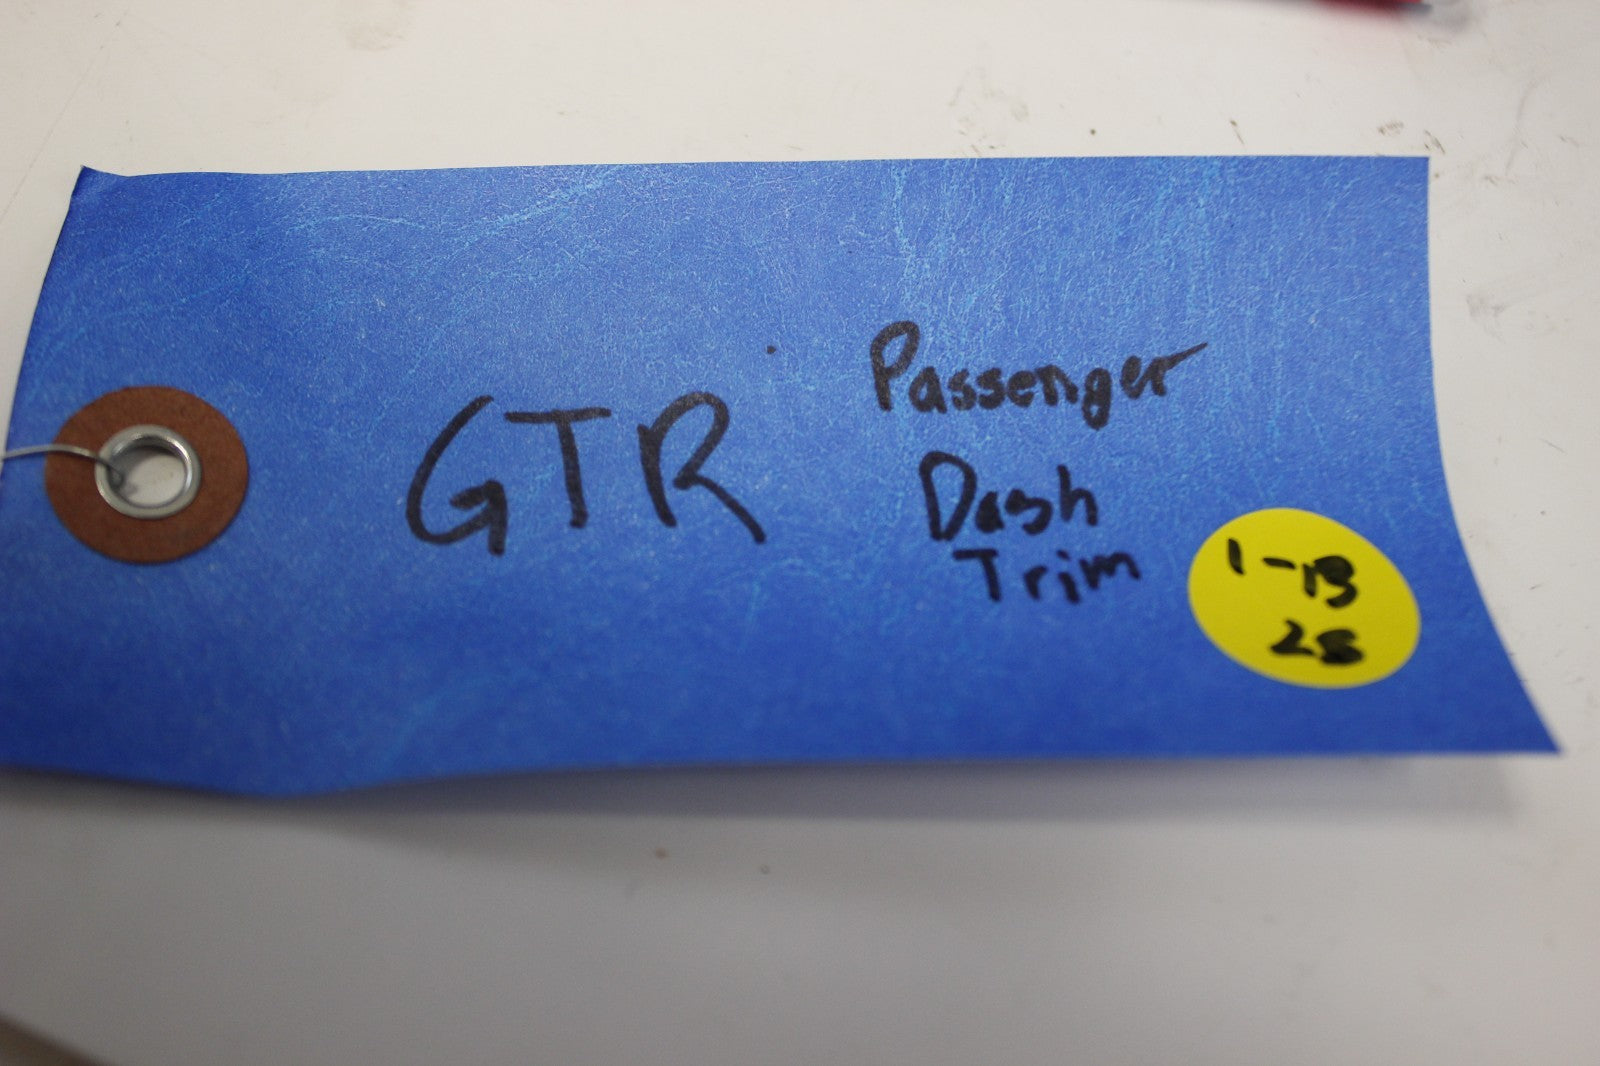 GTR
Passenger
Dash
Trim
1-13
25